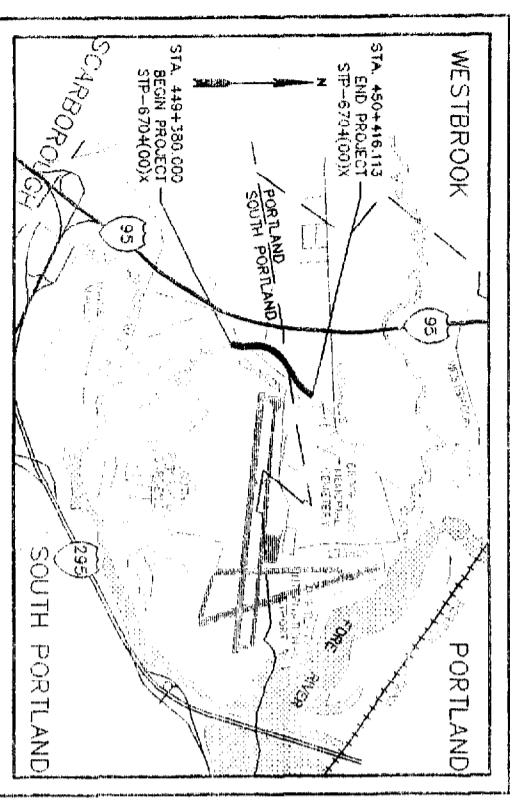 WESTBROOK
PORTLAND
STA. 450+416.113
END PROJECT
STP-6704(00)X
N
STA. 449+380.000
BEGIN PROJECT
STP-6704(00)X
SCARBOROUGH
PORTLAND
SOUTH PORTLAND
95
95
295
FORE
RIVER
SOUTH PORTLAND